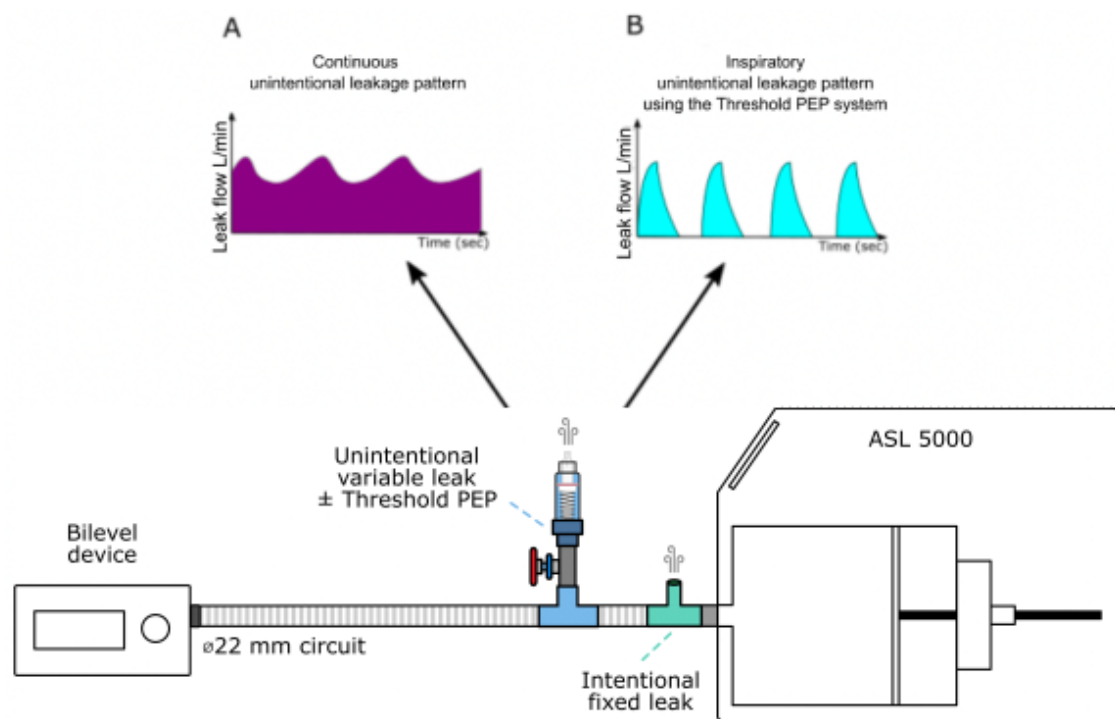 A
Continuous
unintentional leakage pattern
Leak flow L/min
Time (sec)
B
Inspiratory
unintentional leakage pattern
using the Threshold PEP system
Leak flow L/min
Time (sec)
ASL 5000
Unintentional
variable leak
± Threshold PEP
Bilevel
device
ø22 mm circuit
Intentional
fixed leak